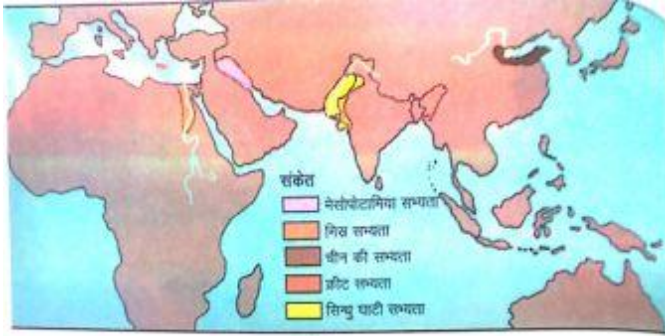 संकेत
मेसोपोटामिया सभ्यता
मिस्र सभ्यता
चीन की सभ्यता
क्रीट सभ्यता
सिन्धु घाटी सभ्यता